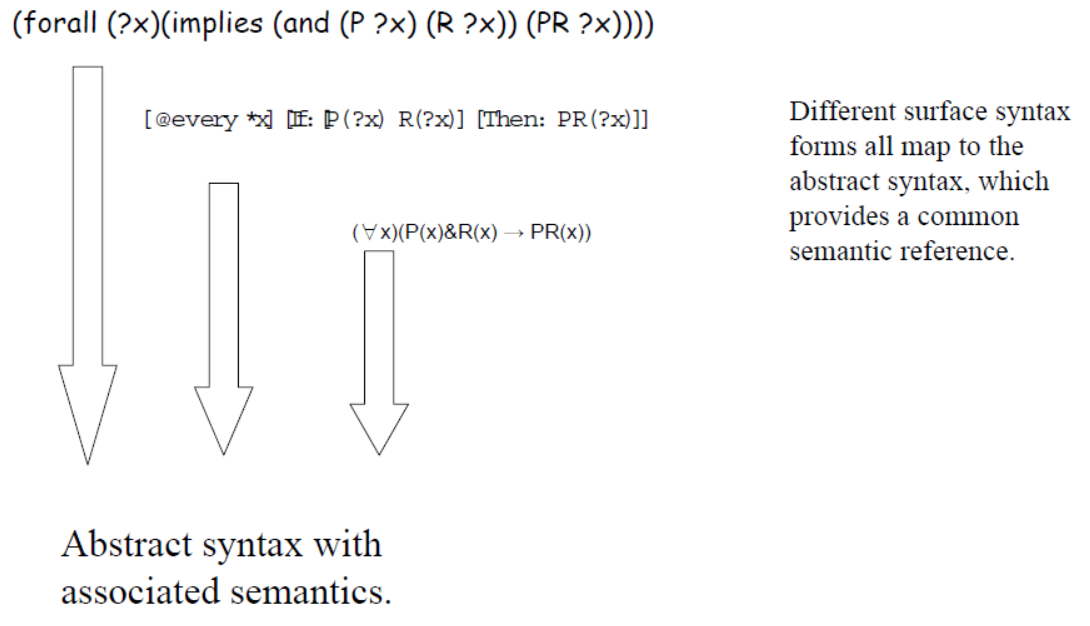 (forall (?x)(implies (and (P ?x) (R ?x)) (PR ?x))))
[@every *x] [If: [P(?x) R(?x)] [Then: PR(?x)]]
(∀x)(P(x)&R(x) → PR(x))
Different surface syntax
forms all map to the
abstract syntax, which
provides a common
semantic reference.
Abstract syntax with
associated semantics.